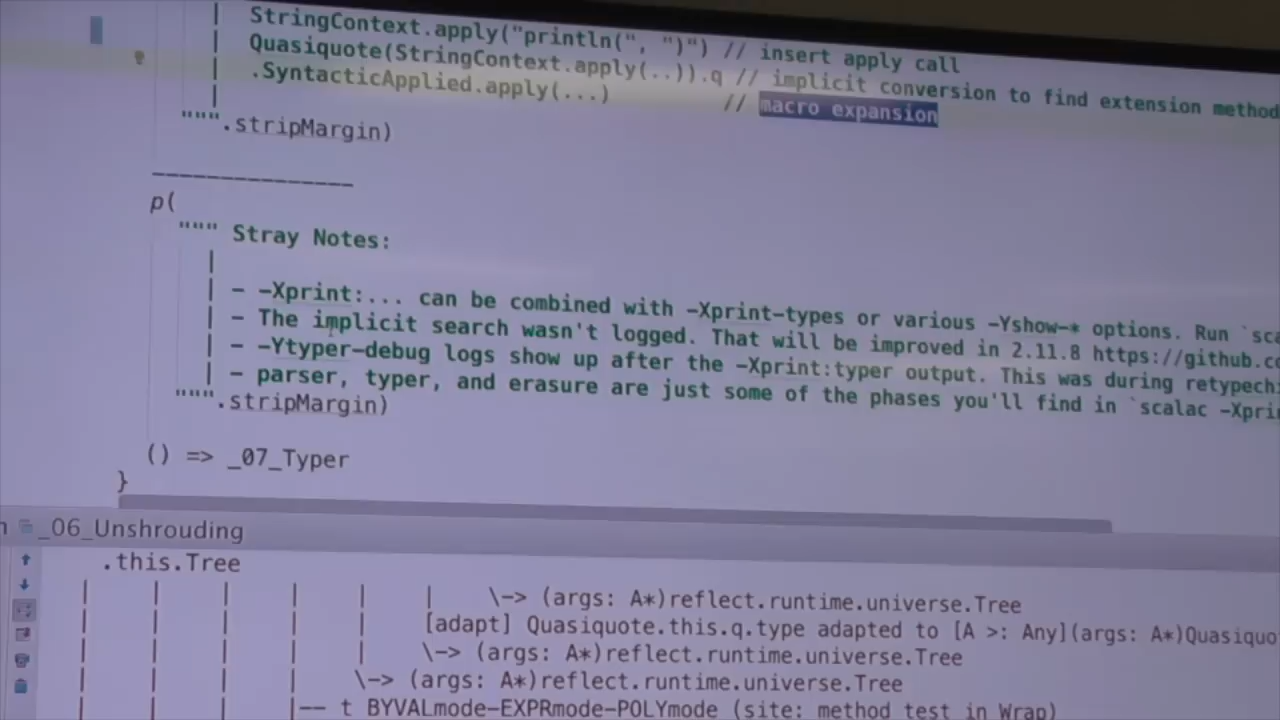 | StringContext.apply("println(", ")") // insert apply call
| Quasiquote(StringContext.apply(..)).q // implicit conversion to find extension method
| .SyntacticApplied.apply(...) // macro expansion
|
""".stripMargin)
_______________
p(
""" Stray Notes:
|
| - -Xprint:... can be combined with -Xprint-types or various -Yshow-* options. Run `sca
| - The implicit search wasn't logged. That will be improved in 2.11.8 https://github.co
| - -Ytyper-debug logs show up after the -Xprint:typer output. This was during retypechi
| - parser, typer, and erasure are just some of the phases you'll find in `scalac -Xpri
""".stripMargin)
() => _07_Typer
}
n _06_Unshrouding
.this.Tree
| | | | | | \-> (args: A*)reflect.runtime.universe.Tree
| | | | | [adapt] Quasiquote.this.q.type adapted to [A >: Any](args: A*)Quasiquo
| | | | | \-> (args: A*)reflect.runtime.universe.Tree
| | | | \-> (args: A*)reflect.runtime.universe.Tree
| | | |-- t BYVALmode-EXPRmode-POLYmode (site: method test in Wrap)